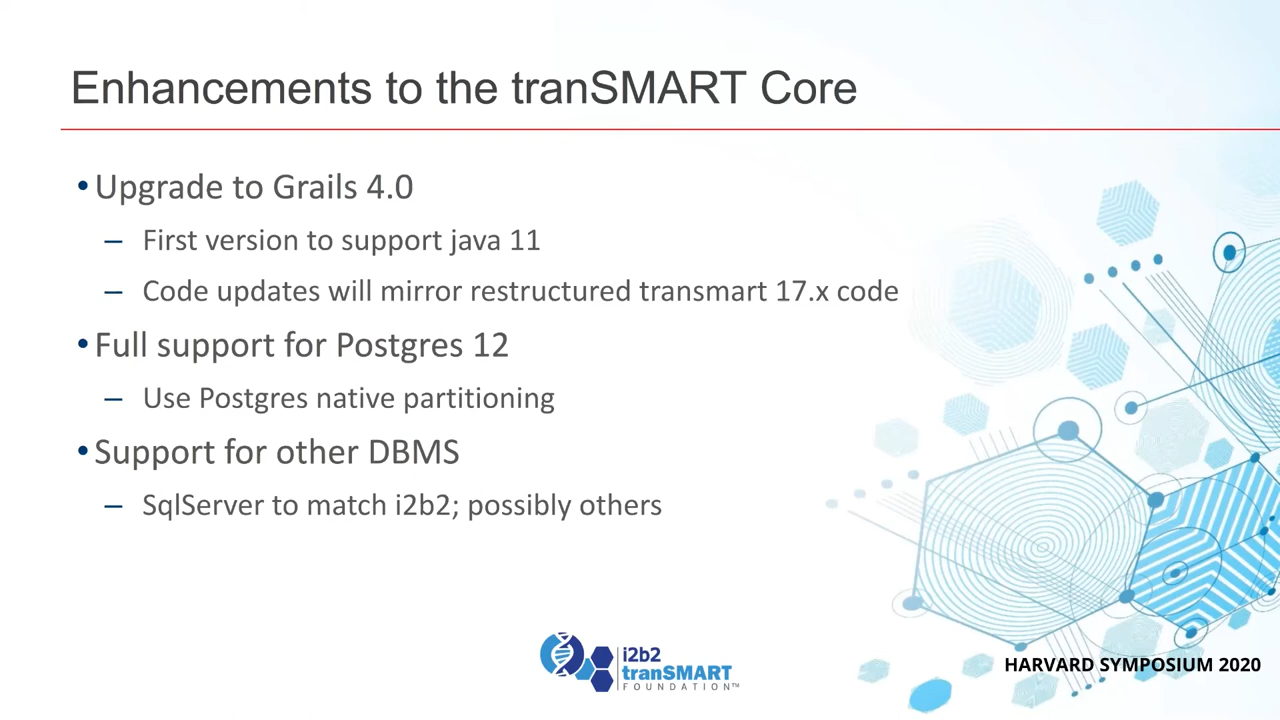 Enhancements to the tranSMART Core
• Upgrade to Grails 4.0
– First version to support java 11
– Code updates will mirror restructured transmart 17.x code
• Full support for Postgres 12
– Use Postgres native partitioning
• Support for other DBMS
– SqlServer to match i2b2; possibly others
i2b2
tranSMART
FOUNDATION™
HARVARD SYMPOSIUM 2020